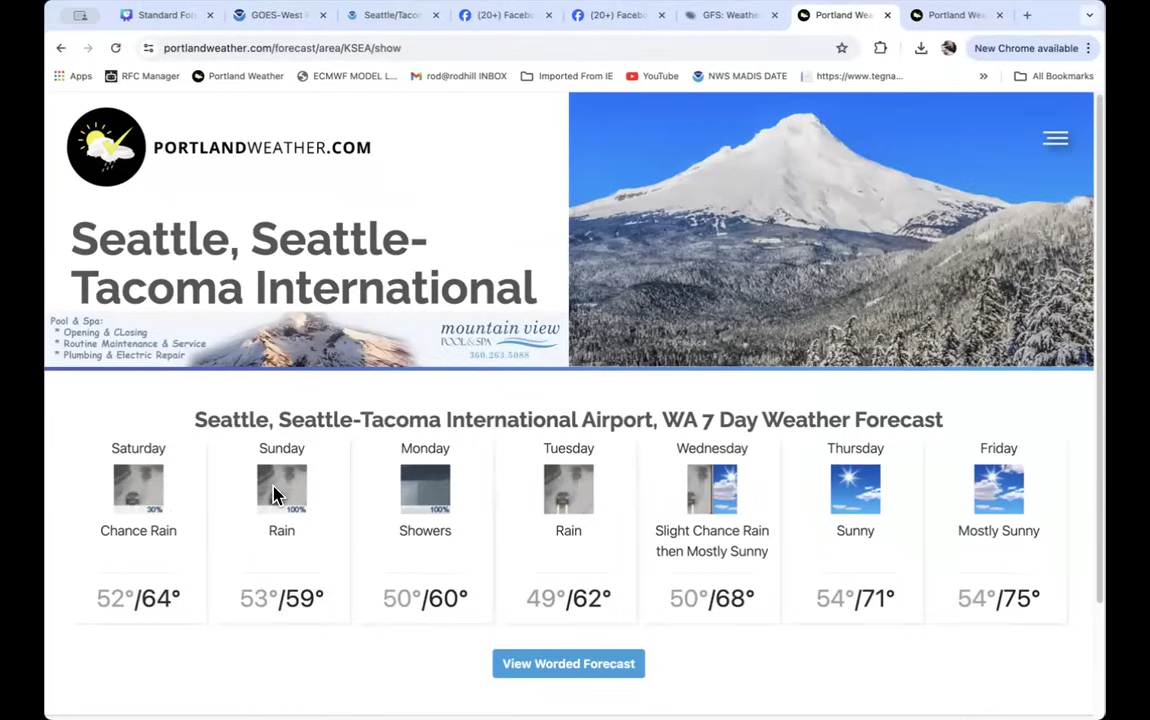 Standard For
GOES-West
Seattle/Taco
(20+) Faceb
(20+) Facebo
GFS: Weathe
Portland Wea
Portland Wea
portlandweather.com/forecast/area/KSEA/show
New Chrome available
Apps
RFC Manager
Portland Weather
ECMWF MODEL L...
rod@rodhill INBOX
Imported From IE
YouTube
NWS MADIS DATE
https://www.tegna...
All Bookmarks
PORTLANDWEATHER.COM
Seattle, Seattle-
Tacoma International
Pool & Spa:
* Opening & CLosing
* Routine Maintenance & Service
* Plumbing & Electric Repair
mountain view
POOL & SPA
360.263.5088
Seattle, Seattle-Tacoma International Airport, WA 7 Day Weather Forecast
Saturday Sunday Monday Tuesday Wednesday Thursday Friday
30% 100% 100%
Chance Rain Rain Showers Rain Slight Chance Rain Sunny Mostly Sunny
then Mostly Sunny
52°/64° 53°/59° 50°/60° 49°/62° 50°/68° 54°/71° 54°/75°
View Worded Forecast